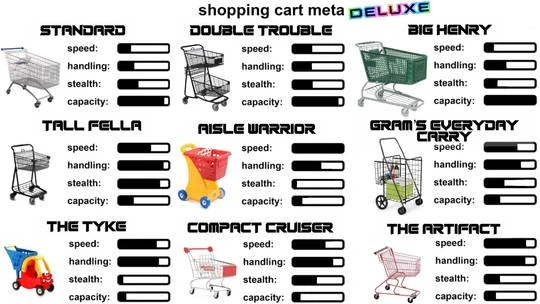 shopping cart meta DELUXE
STANDARD
speed:
handling:
stealth:
capacity:
DOUBLE TROUBLE
speed:
handling:
stealth:
capacity:
BIG HENRY
speed:
handling:
stealth:
capacity:
TALL FELLA
speed:
handling:
stealth:
capacity:
AISLE WARRIOR
speed:
handling:
stealth:
capacity:
GRAM'S EVERYDAY
CARRY
speed:
handling:
stealth:
capacity:
THE TYKE
speed:
handling:
stealth:
capacity:
COMPACT CRUISER
speed:
handling:
stealth:
capacity:
THE ARTIFACT
speed:
handling:
stealth:
capacity: